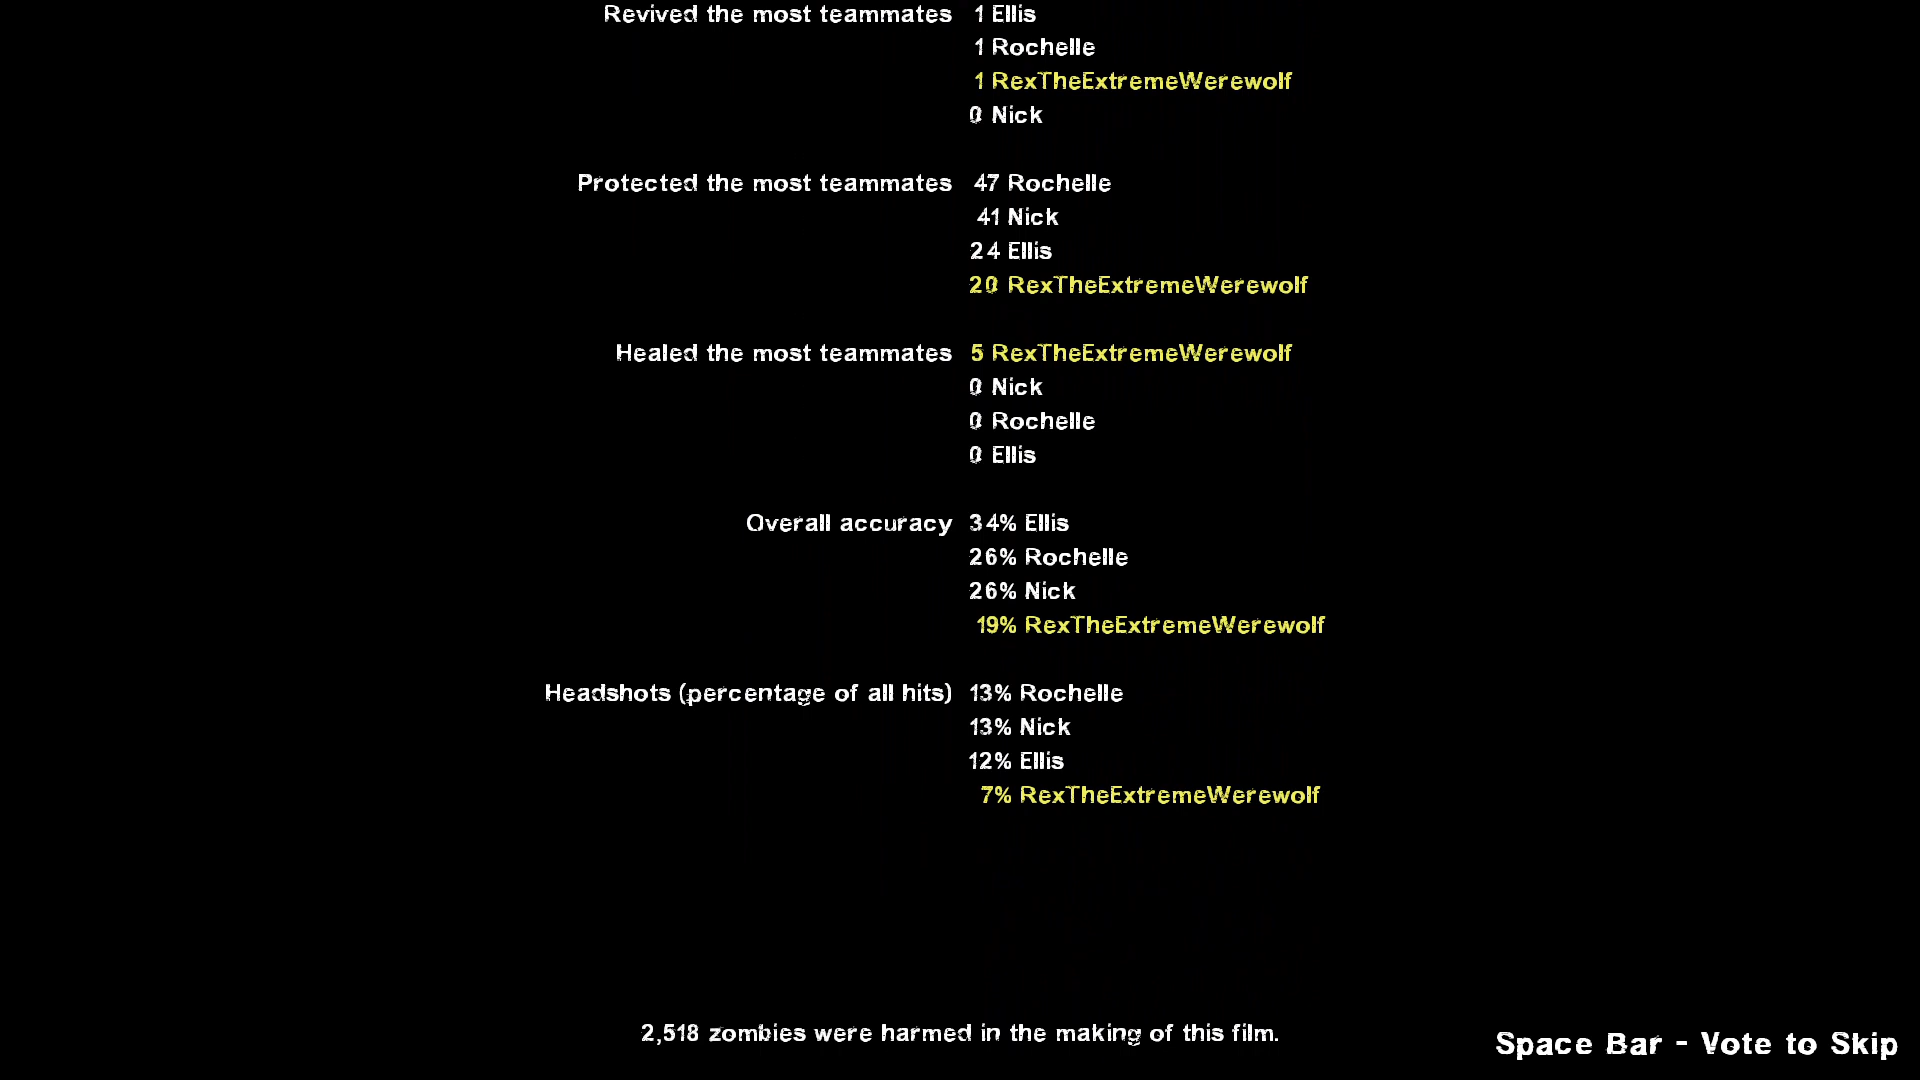 Revived the most teammates 1 Ellis
1 Rochelle
1 RexTheExtremeWerewolf
0 Nick
Protected the most teammates 47 Rochelle
41 Nick
24 Ellis
20 RexTheExtremeWerewolf
Healed the most teammates 5 RexTheExtremeWerewolf
0 Nick
0 Rochelle
0 Ellis
Overall accuracy 34% Ellis
26% Rochelle
26% Nick
19% RexTheExtremeWerewolf
Headshots (percentage of all hits) 13% Rochelle
13% Nick
12% Ellis
7% RexTheExtremeWerewolf
2,518 zombies were harmed in the making of this film.
Space Bar - Vote to Skip